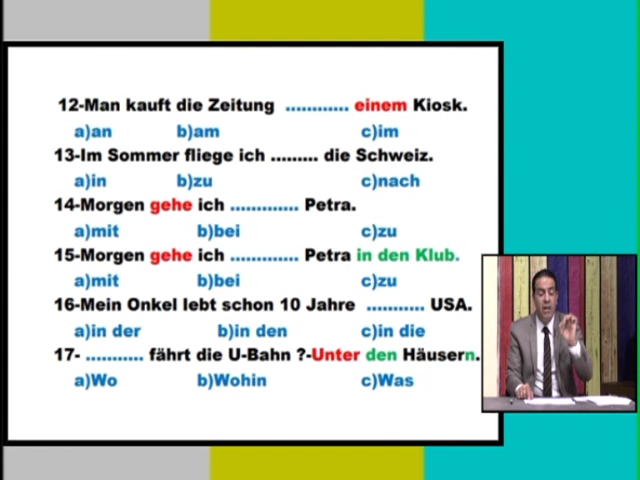 12-Man kauft die Zeitung ............ einem Kiosk.
a)an b)am c)im
13-Im Sommer fliege ich ......... die Schweiz.
a)in b)zu c)nach
14-Morgen gehe ich ............. Petra.
a)mit b)bei c)zu
15-Morgen gehe ich ............. Petra in den Klub.
a)mit b)bei c)zu
16-Mein Onkel lebt schon 10 Jahre ........... USA.
a)in der b)in den c)in die
17- ........... fährt die U-Bahn ?-Unter den Häusern.
a)Wo b)Wohin c)Was